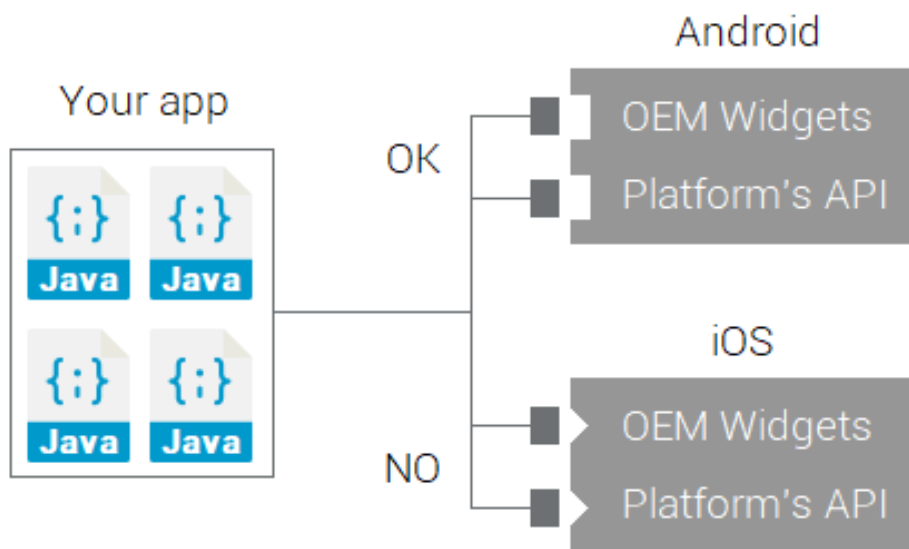 Your app
{;}
Java
{;}
Java
{;}
Java
{;}
Java
OK
NO
Android
OEM Widgets
Platform's API
iOS
OEM Widgets
Platform's API